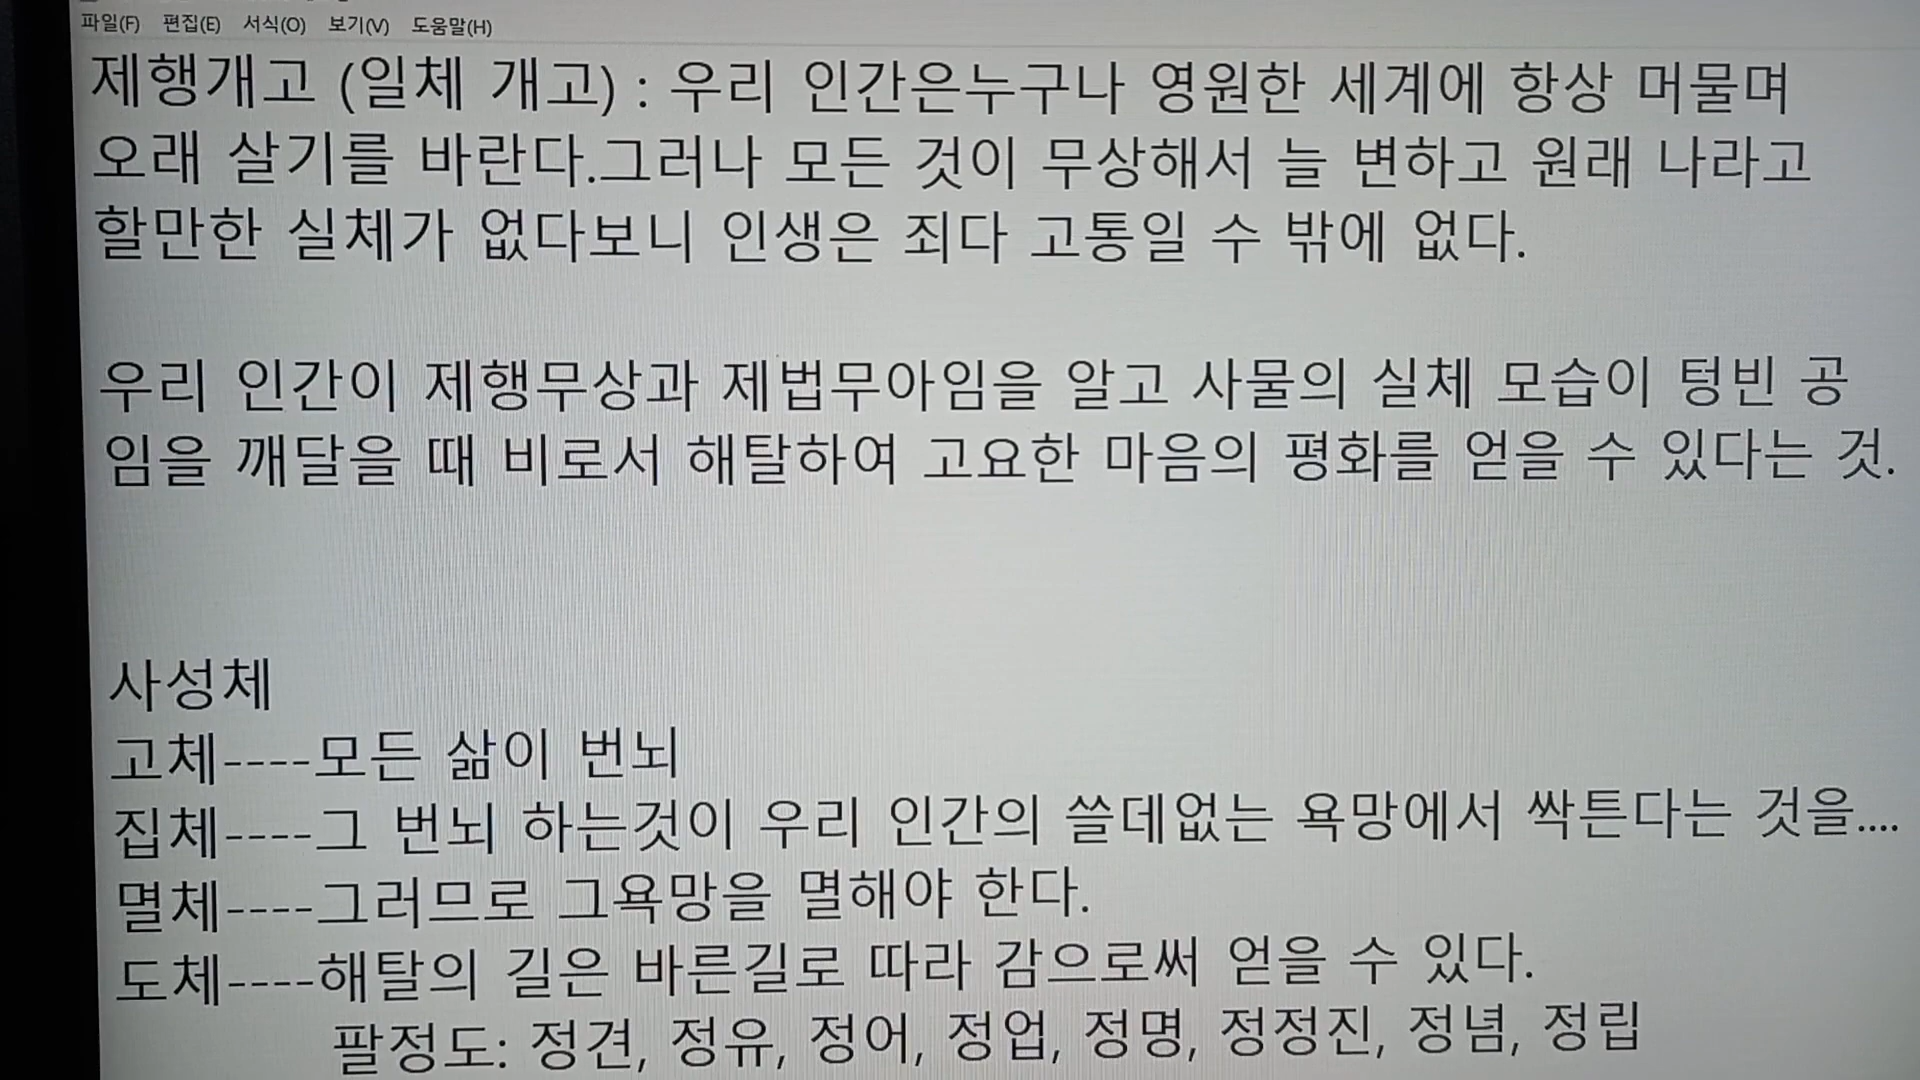 파일(F) 편집(E) 서식(O) 보기(V) 도움말(H)
제행개고 (일체 개고) : 우리 인간은누구나 영원한 세계에 항상 머물며
오래 살기를 바란다.그러나 모든 것이 무상해서 늘 변하고 원래 나라고
할만한 실체가 없다보니 인생은 죄다 고통일 수 밖에 없다.
우리 인간이 제행무상과 제법무아임을 알고 사물의 실체 모습이 텅빈 공
임을 깨달을 때 비로서 해탈하여 고요한 마음의 평화를 얻을 수 있다는 것.
사성체
고체----모든 삶이 번뇌
집체----그 번뇌 하는것이 우리 인간의 쓸데없는 욕망에서 싹튼다는 것을....
멸체----그러므로 그욕망을 멸해야 한다.
도체----해탈의 길은 바른길로 따라 감으로써 얻을 수 있다.
팔정도: 정견, 정유, 정어, 정업, 정명, 정정진, 정념, 정립